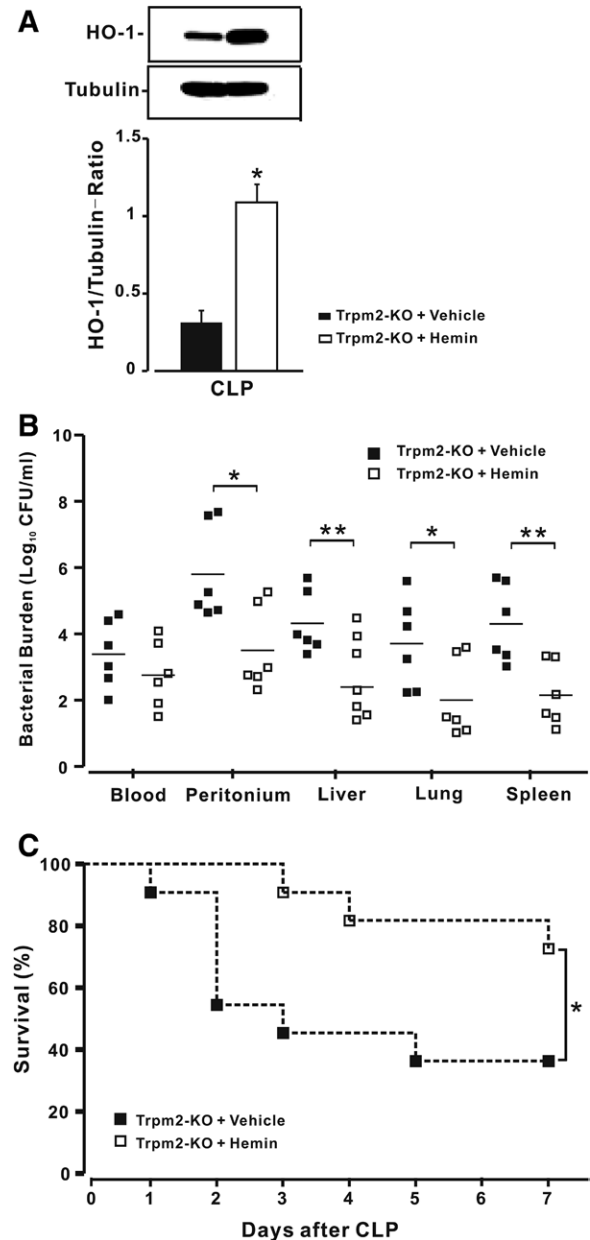 A
HO-1-
Tubulin-
1.5
1
0.5
0
HO-1/Tubulin-Ratio
CLP
*
Trpm2-KO + Vehicle
Trpm2-KO + Hemin
B
10
8
6
4
2
0
Bacterial Burden (Log₁₀ CFU/ml)
Trpm2-KO + Vehicle
Trpm2-KO + Hemin
* ** * **
Blood Peritonium Liver Lung Spleen
C
100
80
60
40
20
0
Survival (%)
*
Trpm2-KO + Vehicle
Trpm2-KO + Hemin
0 1 2 3 4 5 6 7
Days after CLP